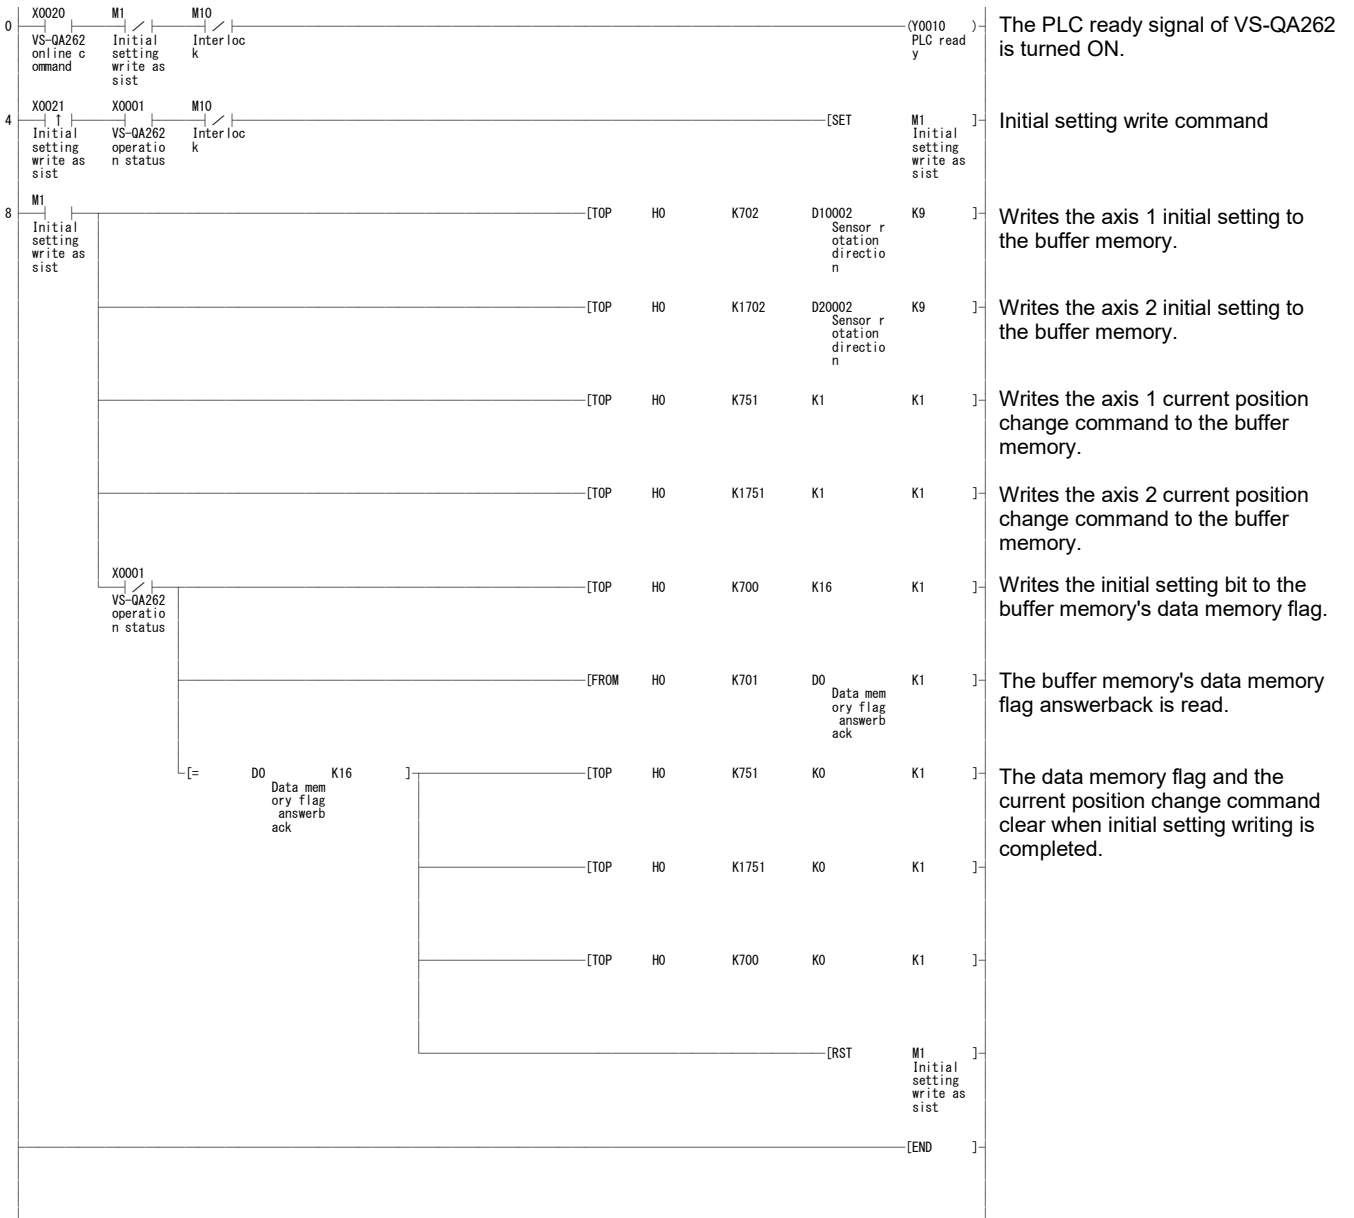 X0020 M1 M10
0 (Y0010 )
VS-QA262 Initial Interloc PLC read
online c setting k y
ommand write as
sist
The PLC ready signal of VS-QA262
is turned ON.
X0021 X0001 M10
4 [SET M1 ]
Initial VS-QA262 Interloc Initial
setting operatio k setting
write as n status write as
sist sist
Initial setting write command
M1
8 [TOP H0 K702 D10002 K9 ]
Initial Sensor r
setting otation
write as directio
sist n
Writes the axis 1 initial setting to
the buffer memory.
[TOP H0 K1702 D20002 K9 ]
Sensor r
otation
directio
n
Writes the axis 2 initial setting to
the buffer memory.
[TOP H0 K751 K1 K1 ]
Writes the axis 1 current position
change command to the buffer
memory.
[TOP H0 K1751 K1 K1 ]
Writes the axis 2 current position
change command to the buffer
memory.
X0001
[TOP H0 K700 K16 K1 ]
VS-QA262
operatio
n status
Writes the initial setting bit to the
buffer memory's data memory flag.
[FROM H0 K701 D0 K1 ]
Data mem
ory flag
answerb
ack
The buffer memory's data memory
flag answerback is read.
[= D0 K16 ] [TOP H0 K751 K0 K1 ]
Data mem
ory flag
answerb
ack
The data memory flag and the
current position change command
clear when initial setting writing is
completed.
[TOP H0 K1751 K0 K1 ]
[TOP H0 K700 K0 K1 ]
[RST M1 ]
Initial
setting
write as
sist
[END ]